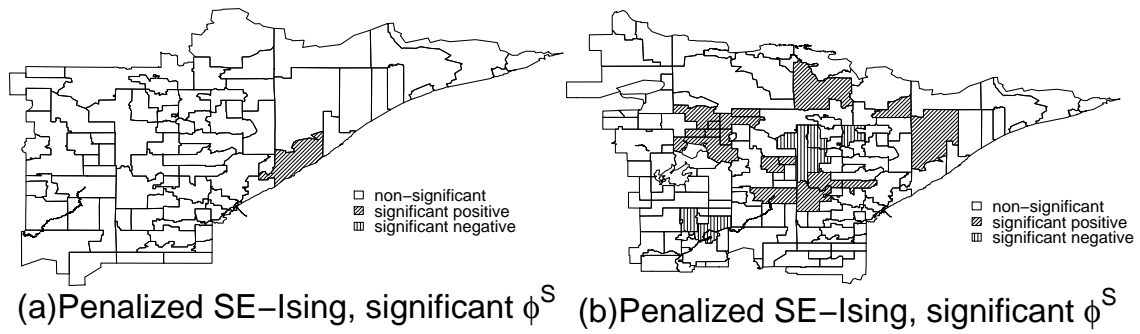 non−significant
significant positive
significant negative
(a)Penalized SE−Ising, significant ϕS
non−significant
significant positive
significant negative
(b)Penalized SE−Ising, significant ϕS